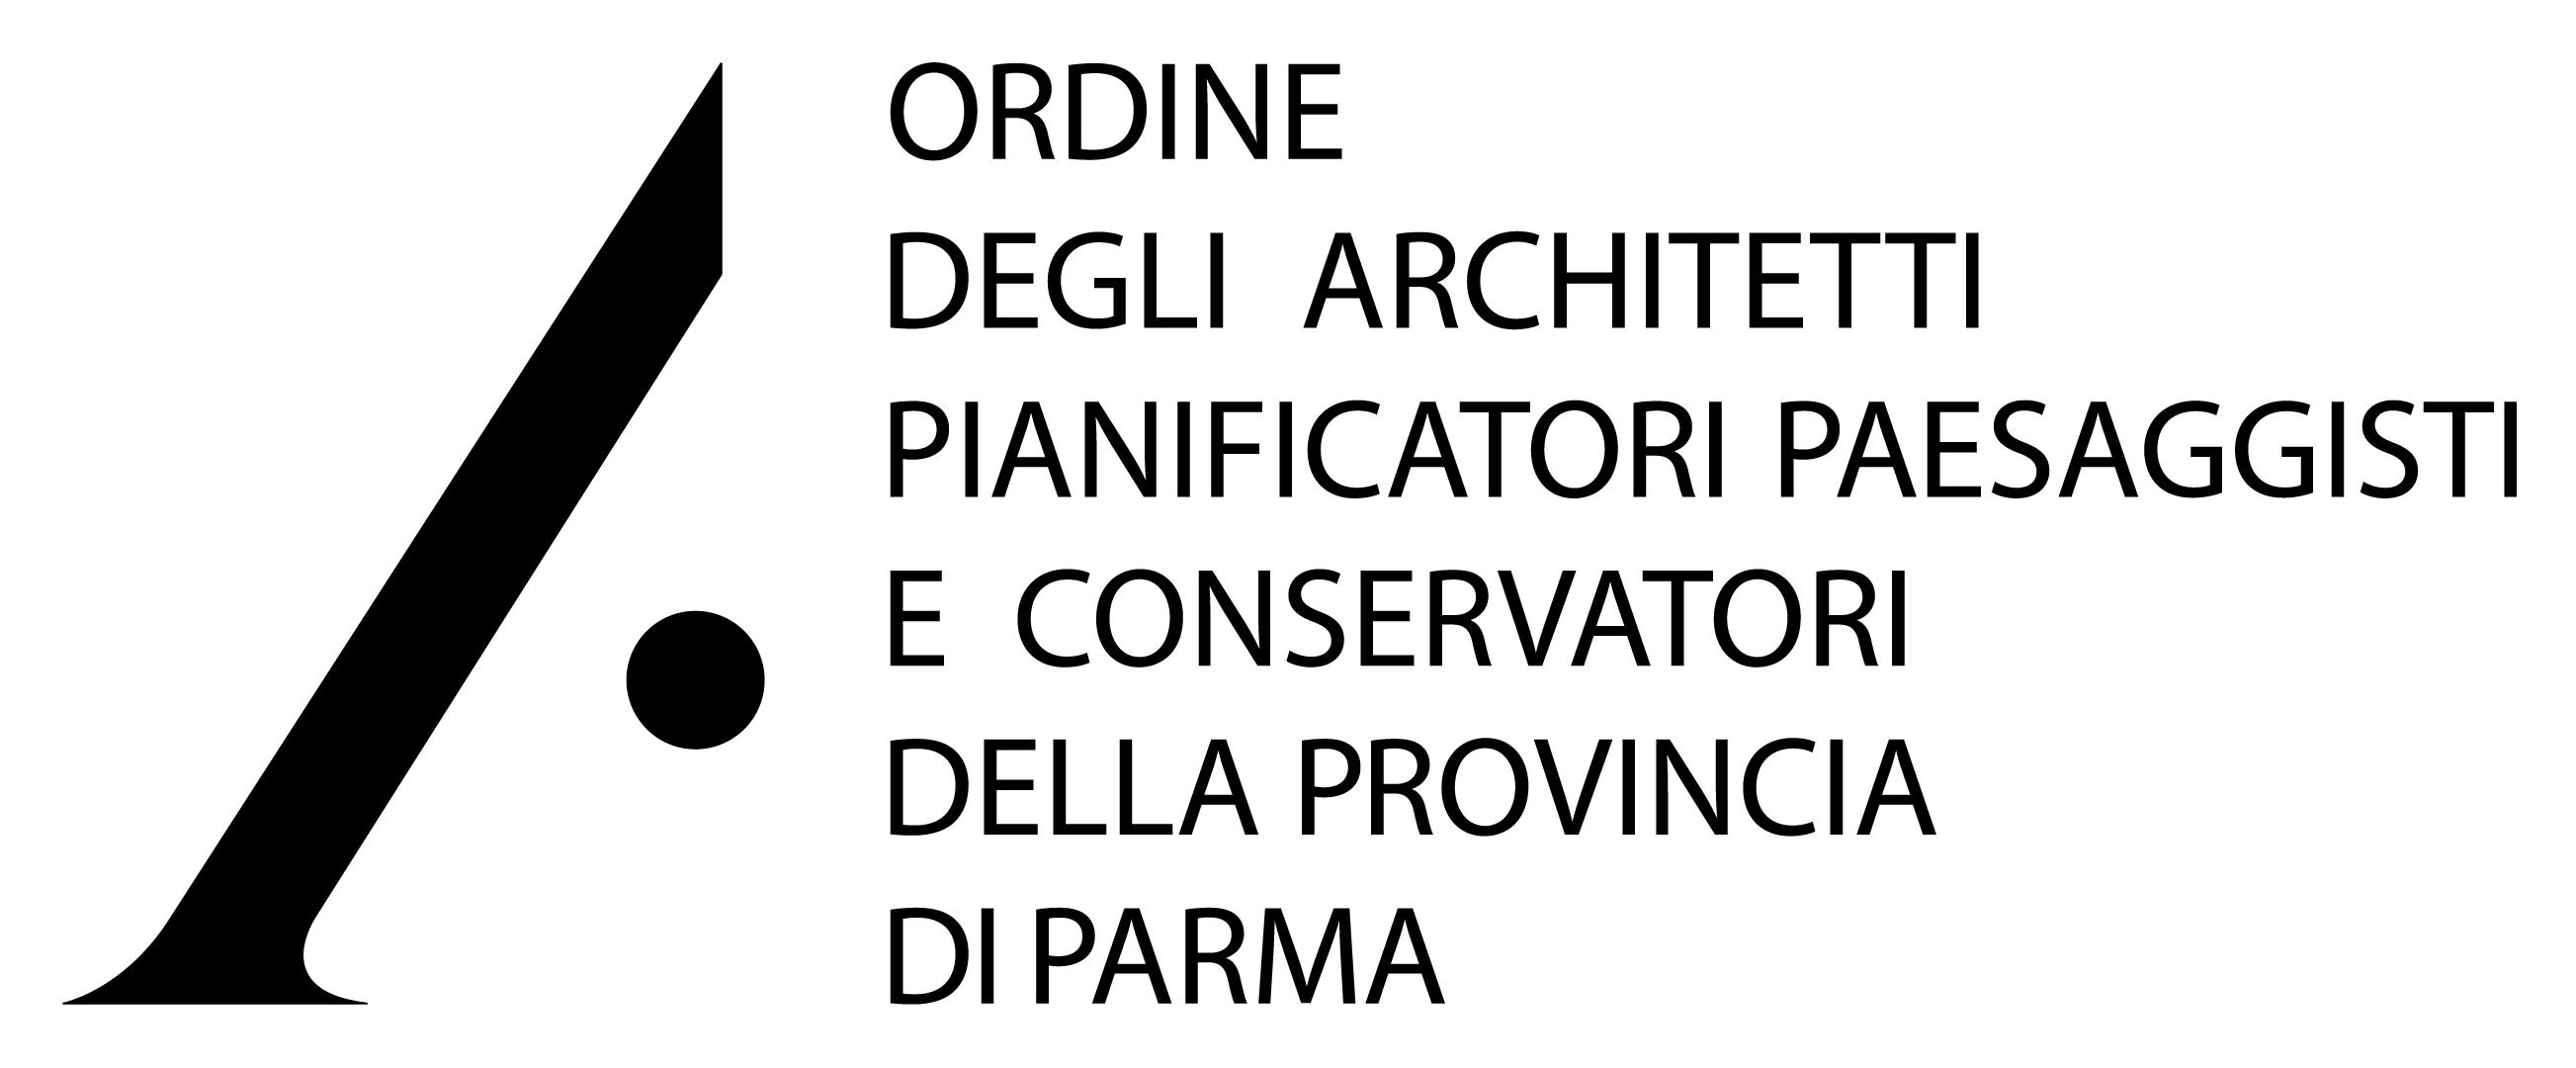 ORDINE
DEGLI ARCHITETTI
PIANIFICATORI PAESAGGISTI
E CONSERVATORI
DELLA PROVINCIA
DI PARMA